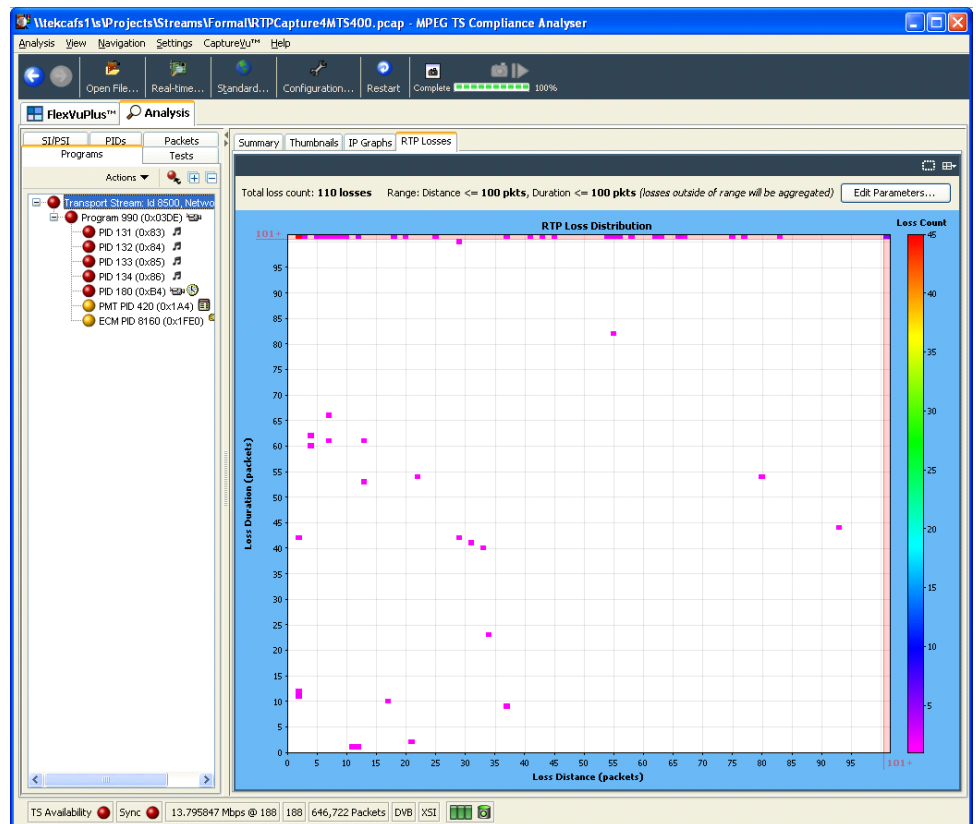 \\tekcafs1\s\Projects\Streams\Formal\RTPCapture4MTS400.pcap - MPEG TS Compliance Analyser
Analysis View Navigation Settings CaptureVu™ Help
Open File... Real-time... Standard... Configuration... Restart Complete 100%
FlexVuPlus™ Analysis
SI/PSI PIDs Packets
Programs Tests
Actions
Transport Stream: Id 8500, Netwo
Program 990 (0x03DE)
PID 131 (0x83)
PID 132 (0x84)
PID 133 (0x85)
PID 134 (0x86)
PID 180 (0xB4)
PMT PID 420 (0x1A4)
ECM PID 8160 (0x1FE0)
Summary Thumbnails IP Graphs RTP Losses
Total loss count: 110 losses Range: Distance <= 100 pkts, Duration <= 100 pkts (losses outside of range will be aggregated) Edit Parameters...
RTP Loss Distribution
Loss Count
101+
95
90
85
80
75
70
65
60
55
50
45
40
35
30
25
20
15
10
5
0
Loss Duration (packets)
0 5 10 15 20 25 30 35 40 45 50 55 60 65 70 75 80 85 90 95 101+
Loss Distance (packets)
45
40
35
30
25
20
15
10
5
TS Availability Sync 13.795847 Mbps @ 188 188 646,722 Packets DVB XSI